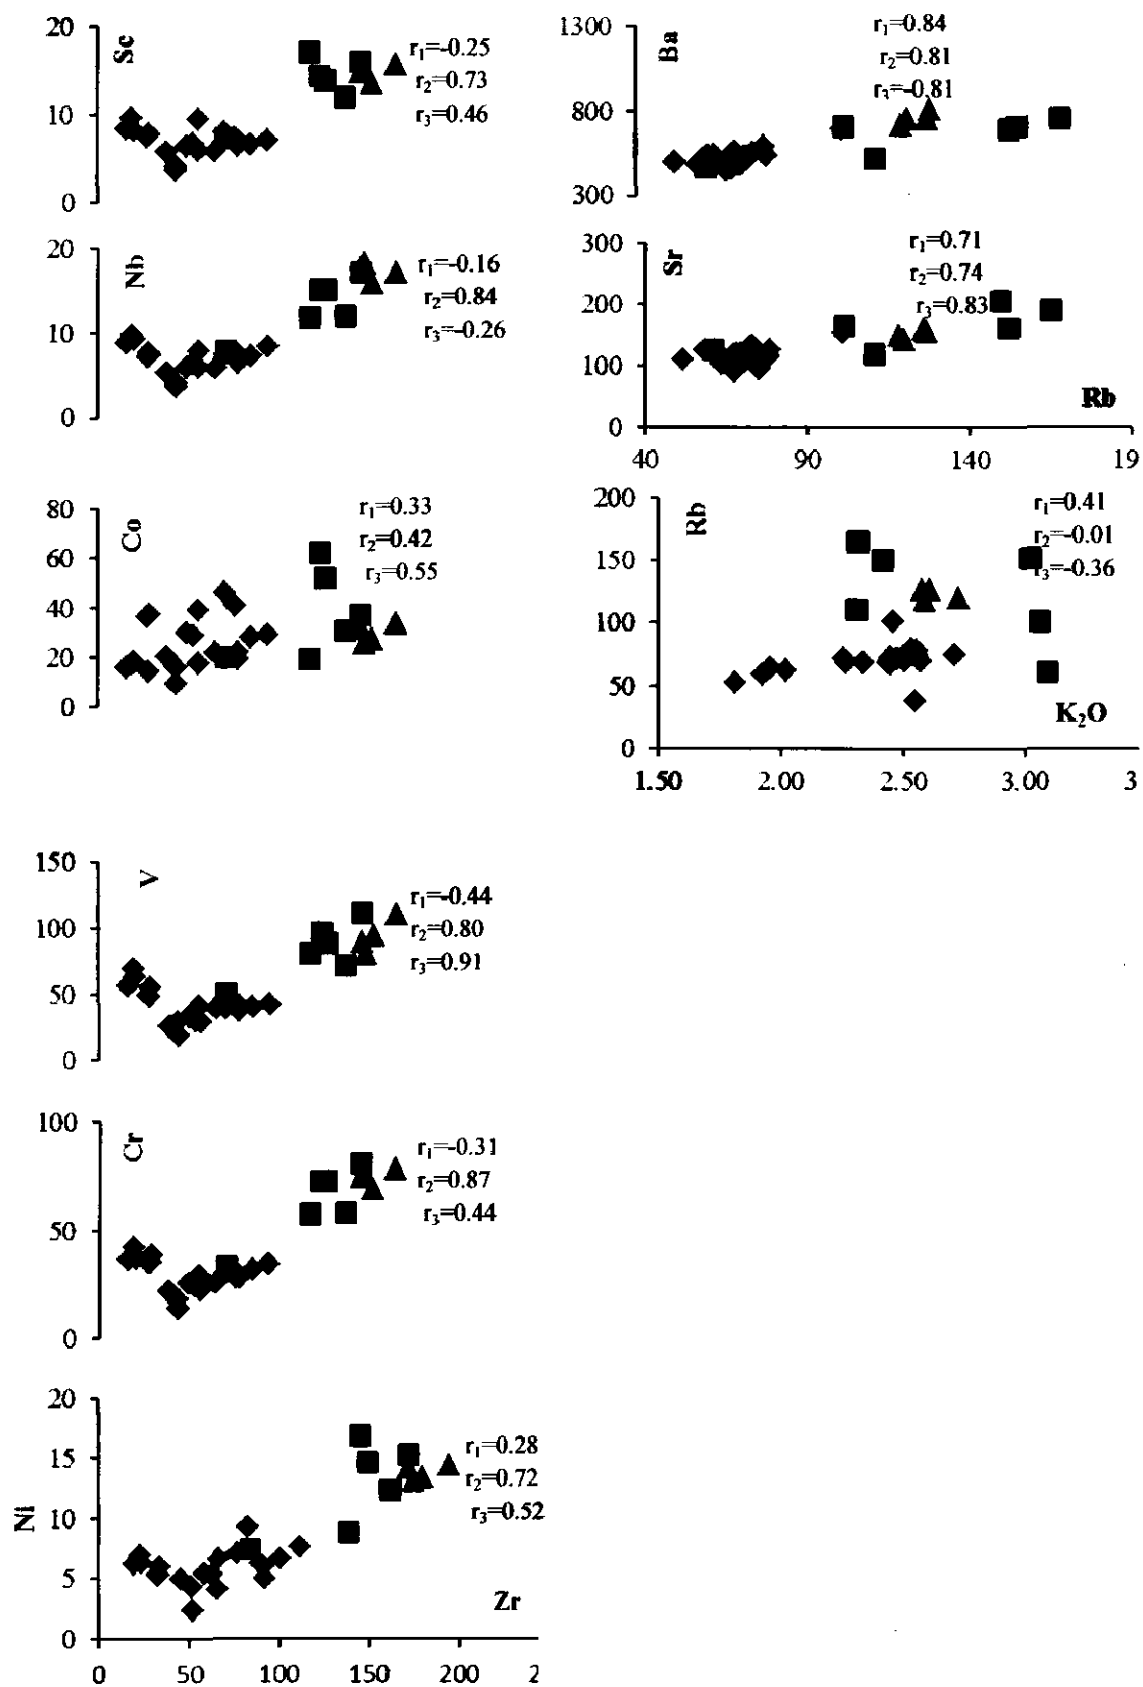 20
Sc
r₁=-0.25
r₂=0.73
10
r₃=0.46
0
20
Nb
r₁=-0.16
r₂=0.84
10
r₃=-0.26
0
80
Co
r₁=0.33
r₂=0.42
60
r₃=0.55
40
20
0
150
V
r₁=-0.44
100
r₂=0.80
r₃=0.91
50
0
100
Cr
r₁=-0.31
r₂=0.87
r₃=0.44
50
0
20
Ni
r₁=0.28
15
r₂=0.72
r₃=0.52
10
5
Zr
0
0 50 100 150 200 2
1300
Ba
r₁=0.84
r₂=0.81
r₃=-0.81
800
300
300
Sr
r₁=0.71
r₂=0.74
200
r₃=0.83
100
Rb
0
40 90 140 19
200
Rb
r₁=0.41
r₂=-0.01
150
r₃=-0.36
100
50
K₂O
0
1.50 2.00 2.50 3.00 3